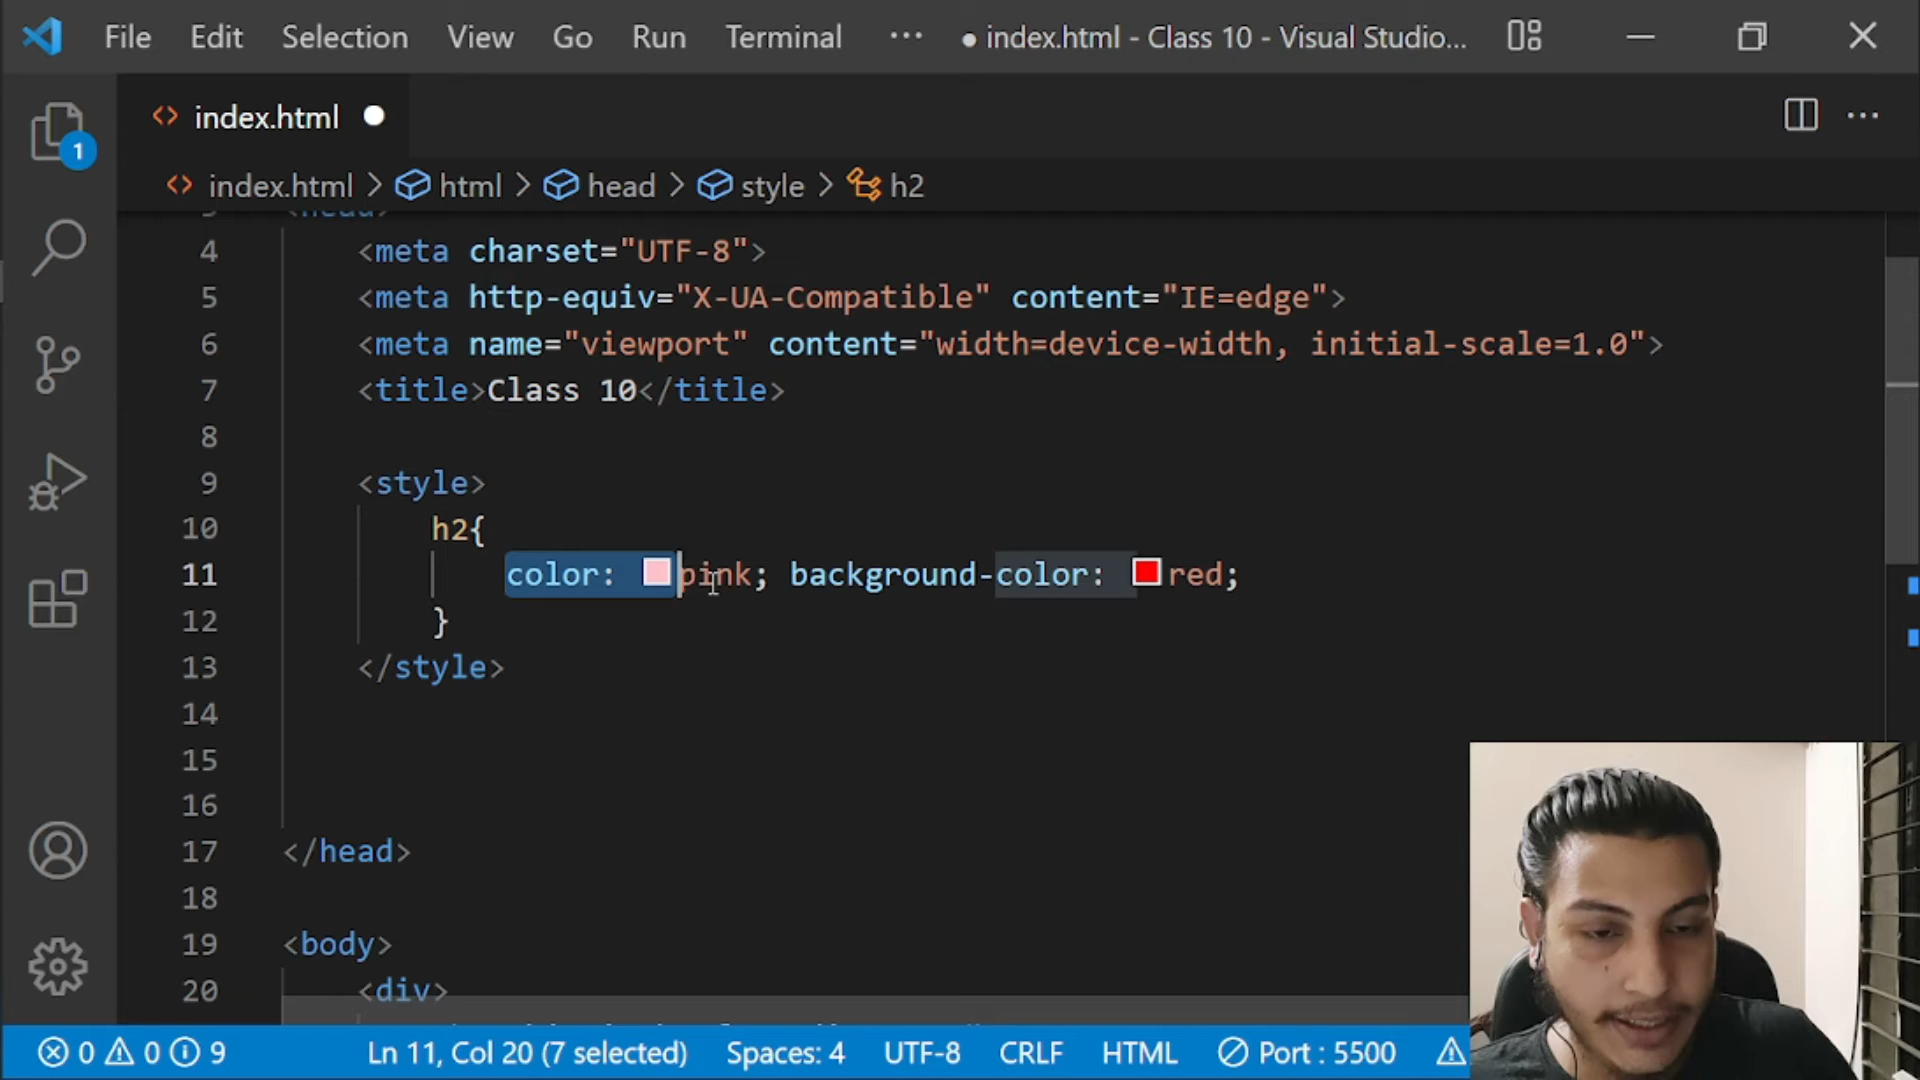 File Edit Selection View Go Run Terminal ··· ● index.html - Class 10 - Visual Studio...
index.html
1
index.html > html > head > style > h2
3 <head>
4 <meta charset="UTF-8">
5 <meta http-equiv="X-UA-Compatible" content="IE=edge">
6 <meta name="viewport" content="width=device-width, initial-scale=1.0">
7 <title>Class 10</title>
8
9 <style>
10 h2{
11 color: pink; background-color: red;
12 }
13 </style>
14
15
16
17 </head>
18
19 <body>
20 <div>
0 0 9 Ln 11, Col 20 (7 selected) Spaces: 4 UTF-8 CRLF HTML Port : 5500